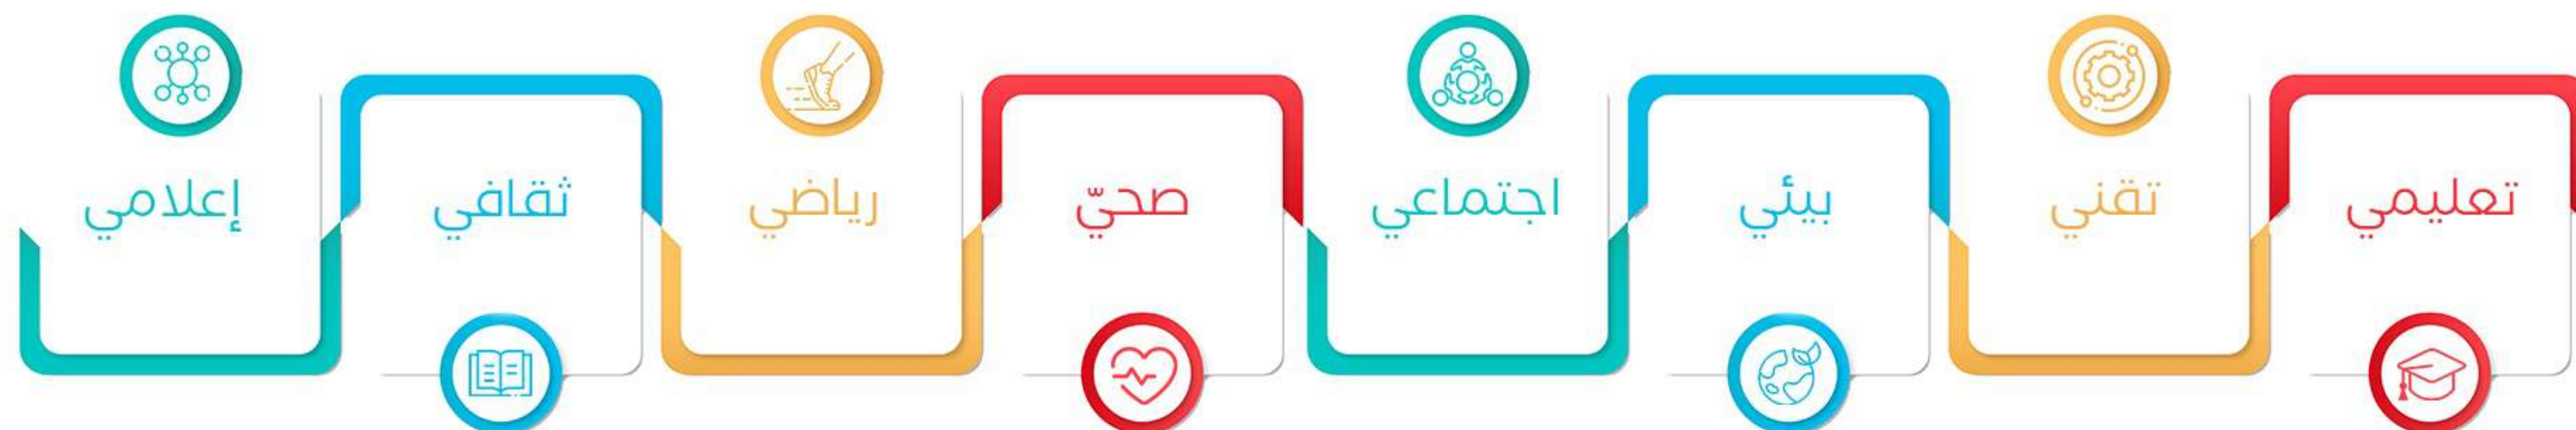 تعليمي
تقني
بيئي
اجتماعي
صحيّ
رياضي
ثقافي
إعلامي